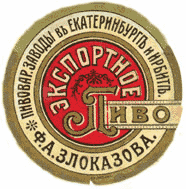 ПИВОВАР. ЗАВОДЫ ВЪ ЕКАТЕРИНБУРГѢ И ИРБИТѢ
ЭКСПОРТНОЕ
ПИВО
Ф.А.ЗЛОКАЗОВА.